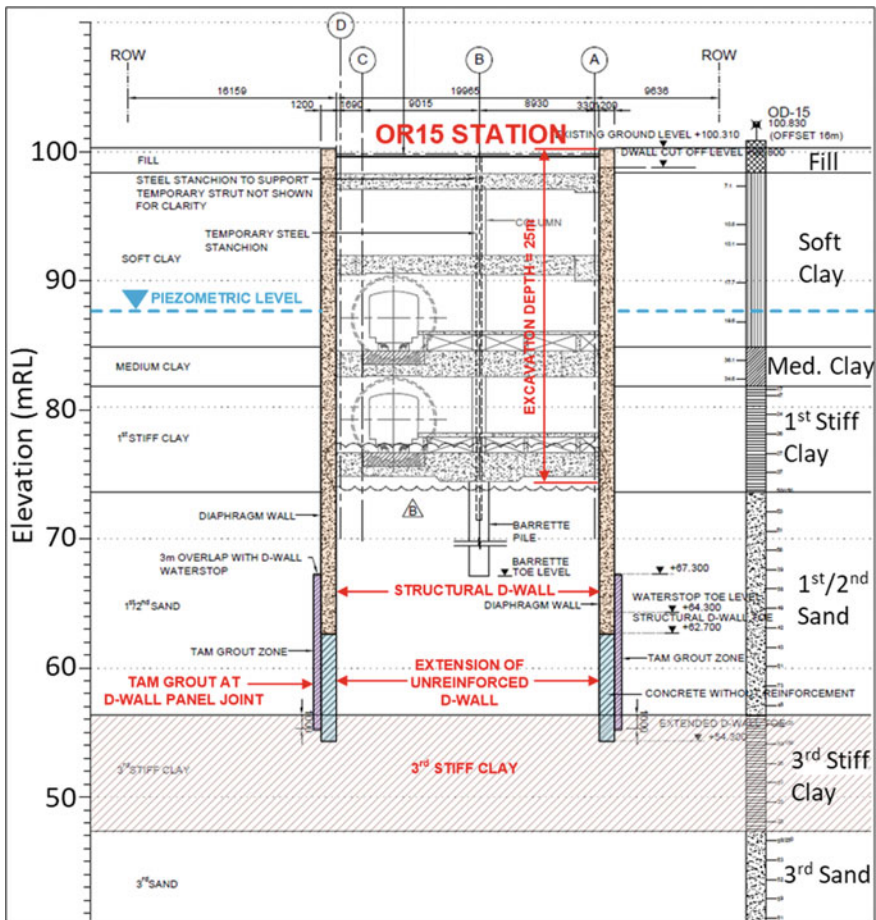 D
C
B
A
ROW
ROW
16159
19965
9636
1200
1690
9015
8930
OD-15
100.830
(OFFSET 16m)
OR15 STATION
EXISTING GROUND LEVEL +100.310
DWALL CUT OFF LEVEL
100
FILL
Fill
STEEL STANCHION TO SUPPORT
TEMPORARY STRUT NOT SHOWN
FOR CLARITY
COLUMN
TEMPORARY STEEL
STANCHION
SOFT CLAY
Soft
Clay
EXCAVATION DEPTH = 25m
90
PIEZOMETRIC LEVEL
Elevation (mRL)
MEDIUM CLAY
Med. Clay
80
1st STIFF CLAY
1st Stiff
Clay
B
70
DIAPHRAGM WALL
BARRETTE
PILE
3m OVERLAP WITH D-WALL
WATERSTOP
BARRETTE
TOE LEVEL
+67.300
STRUCTURAL D-WALL
DIAPHRAGM WALL
WATERSTOP TOE LEVEL
+64.300
STRUCTURAL D-WALL TOE
+62.700
1st/2nd SAND
1st/2nd
Sand
TAM GROUT ZONE
TAM GROUT ZONE
60
TAM GROUT AT
D-WALL PANEL JOINT
EXTENSION OF
UNREINFORCED
D-WALL
CONCRETE WITHOUT REINFORCEMENT
1000
1000
EXTENDED D-WALL TOE
+54.300
3rd STIFF CLAY
3rd STIFF CLAY
3rd Stiff
Clay
50
3rd SAND
3rd Sand